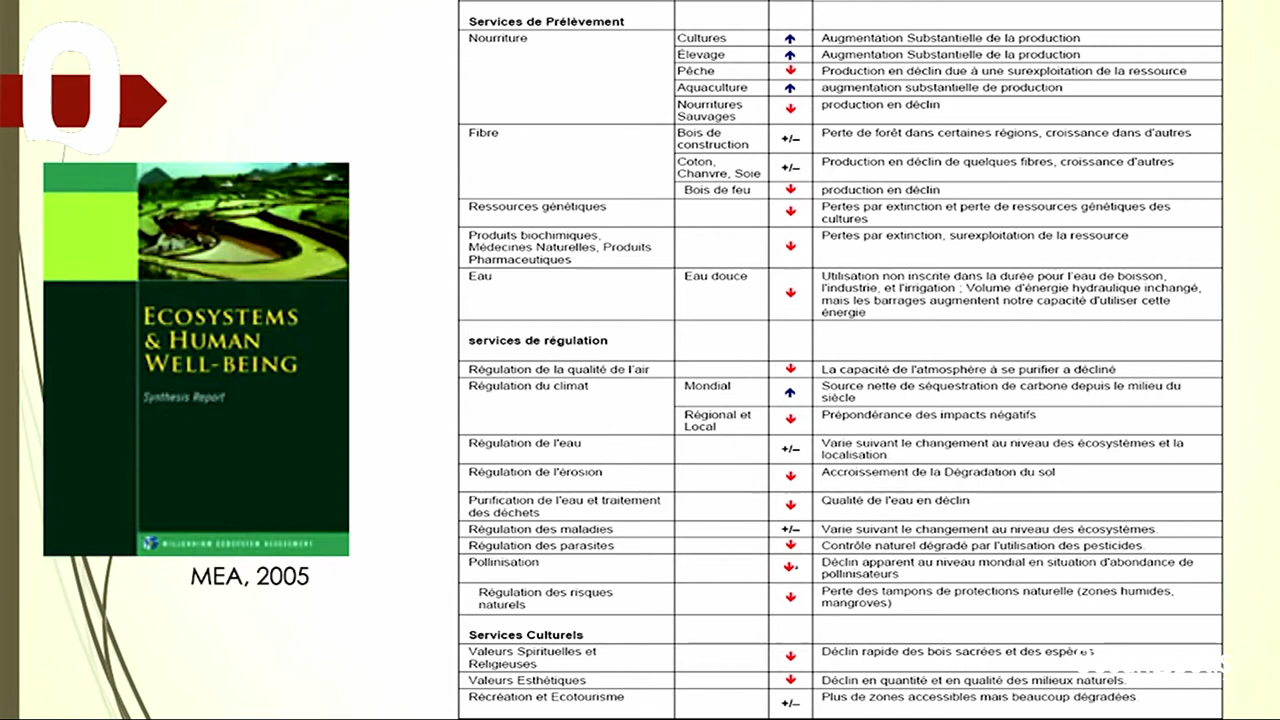 ECOSYSTEMS
& HUMAN
WELL-BEING
Synthesis Report
MILLENNIUM ECOSYSTEM ASSESSMENT
MEA, 2005
Services de Prélèvement
Nourriture
Cultures
Augmentation Substantielle de la production
Élevage
Augmentation Substantielle de la production
Pêche
Production en déclin due à une surexploitation de la ressource
Aquaculture
augmentation substantielle de production
Nourritures
Sauvages
production en déclin
Fibre
Bois de
construction
+/–
Perte de forêt dans certaines régions, croissance dans d'autres
Coton,
Chanvre, Soie
+/–
Production en déclin de quelques fibres, croissance d'autres
Bois de feu
production en déclin
Ressources génétiques
Pertes par extinction et perte de ressources génétiques des
cultures
Produits biochimiques,
Médecines Naturelles, Produits
Pharmaceutiques
Pertes par extinction, surexploitation de la ressource
Eau
Eau douce
Utilisation non inscrite dans la durée pour l'eau de boisson,
l'industrie, et l'irrigation ; Volume d'énergie hydraulique inchangé,
mais les barrages augmentent notre capacité d'utiliser cette
énergie
services de régulation
Régulation de la qualité de l'air
La capacité de l'atmosphère à se purifier a décliné
Régulation du climat
Mondial
Source nette de séquestration de carbone depuis le milieu du
siècle
Régional et
Local
Prépondérance des impacts négatifs
Régulation de l'eau
+/–
Varie suivant le changement au niveau des écosystèmes et la
localisation
Régulation de l'érosion
Accroissement de la Dégradation du sol
Purification de l'eau et traitement
des déchets
Qualité de l'eau en déclin
Régulation des maladies
+/–
Varie suivant le changement au niveau des écosystèmes.
Régulation des parasites
Contrôle naturel dégradé par l'utilisation des pesticides.
Pollinisation
Déclin apparent au niveau mondial en situation d'abondance de
pollinisateurs
Régulation des risques
naturels
Perte des tampons de protections naturelle (zones humides,
mangroves)
Services Culturels
Valeurs Spirituelles et
Religieuses
Déclin rapide des bois sacrées et des
Valeurs Esthétiques
Déclin en quantité et en qualité des milieux naturels.
Récréation et Ecotourisme
+/–
Plus de zones accessibles mais beaucoup dégradées